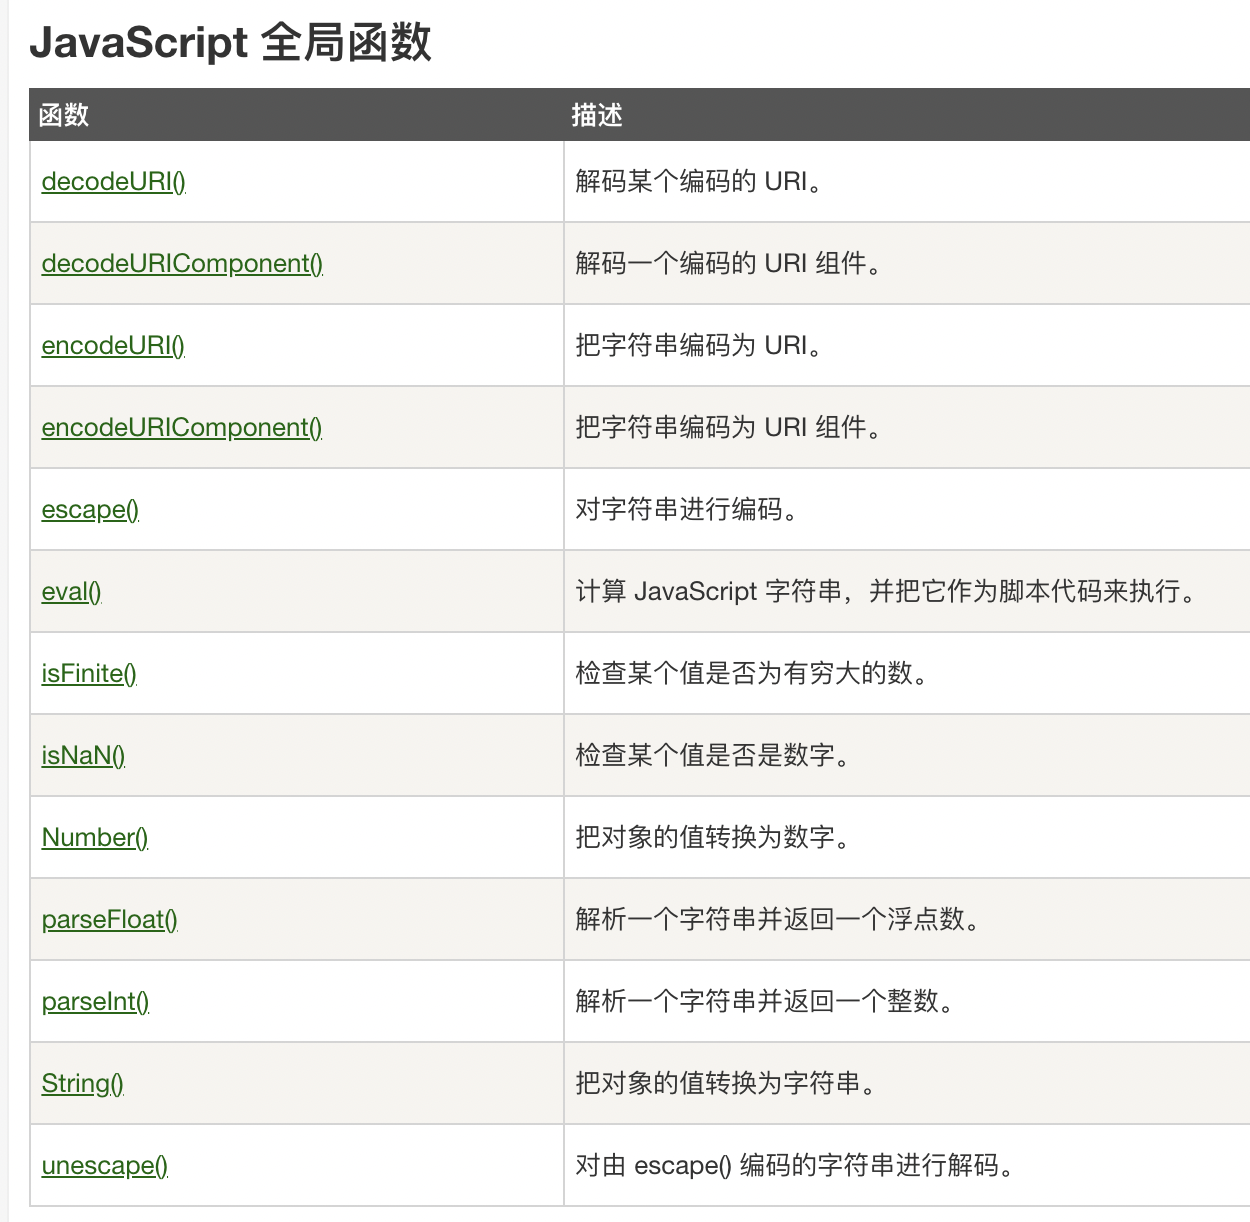 JavaScript 全局函数
函数 描述
decodeURI() 解码某个编码的 URI。
decodeURIComponent() 解码一个编码的 URI 组件。
encodeURI() 把字符串编码为 URI。
encodeURIComponent() 把字符串编码为 URI 组件。
escape() 对字符串进行编码。
eval() 计算 JavaScript 字符串，并把它作为脚本代码来执行。
isFinite() 检查某个值是否为有穷大的数。
isNaN() 检查某个值是否是数字。
Number() 把对象的值转换为数字。
parseFloat() 解析一个字符串并返回一个浮点数。
parseInt() 解析一个字符串并返回一个整数。
String() 把对象的值转换为字符串。
unescape() 对由 escape() 编码的字符串进行解码。